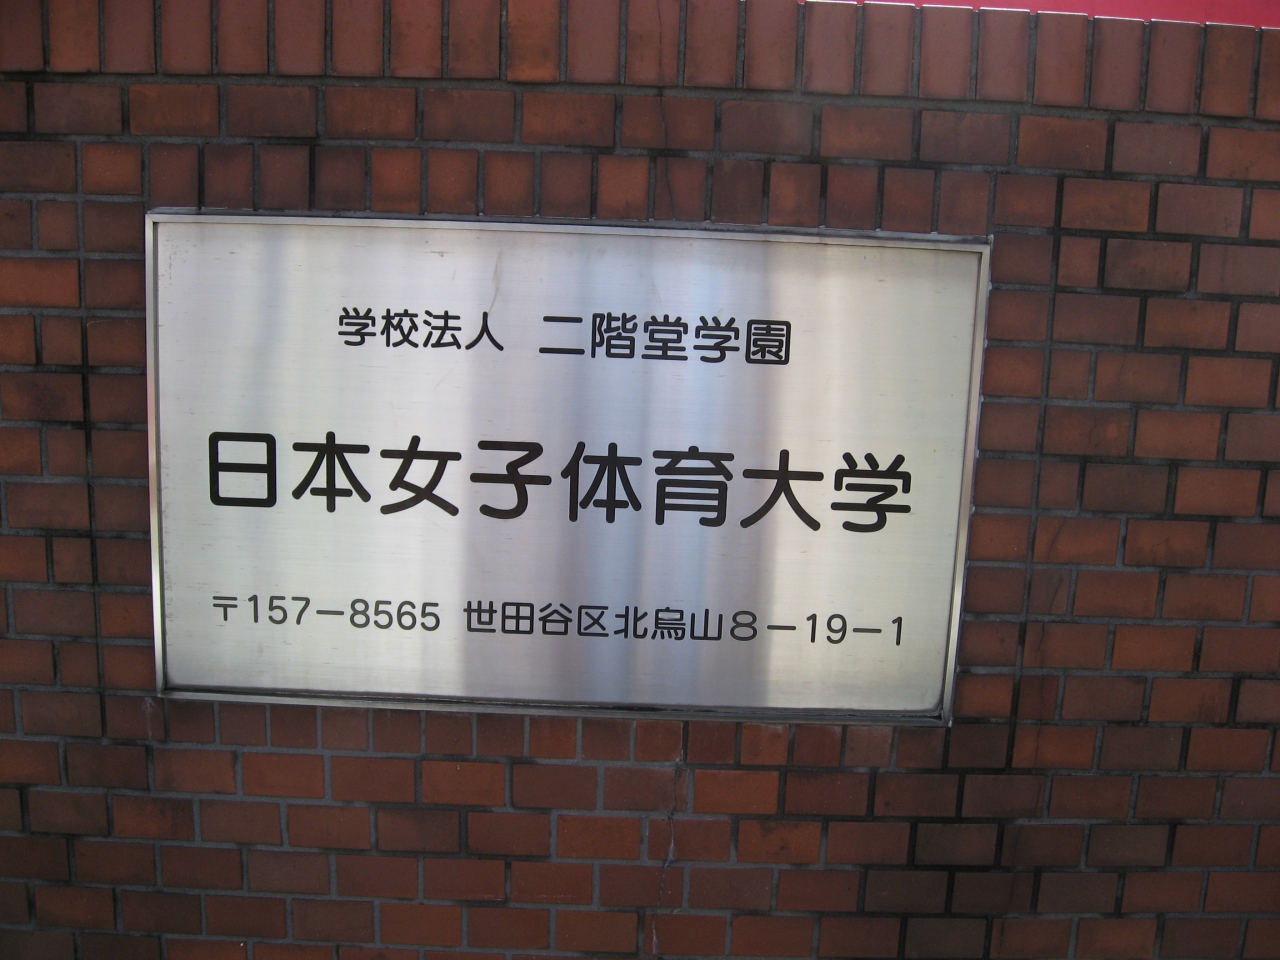 学校法人 二階堂学園
日本女子体育大学
〒157-8565 世田谷区北烏山8-19-1